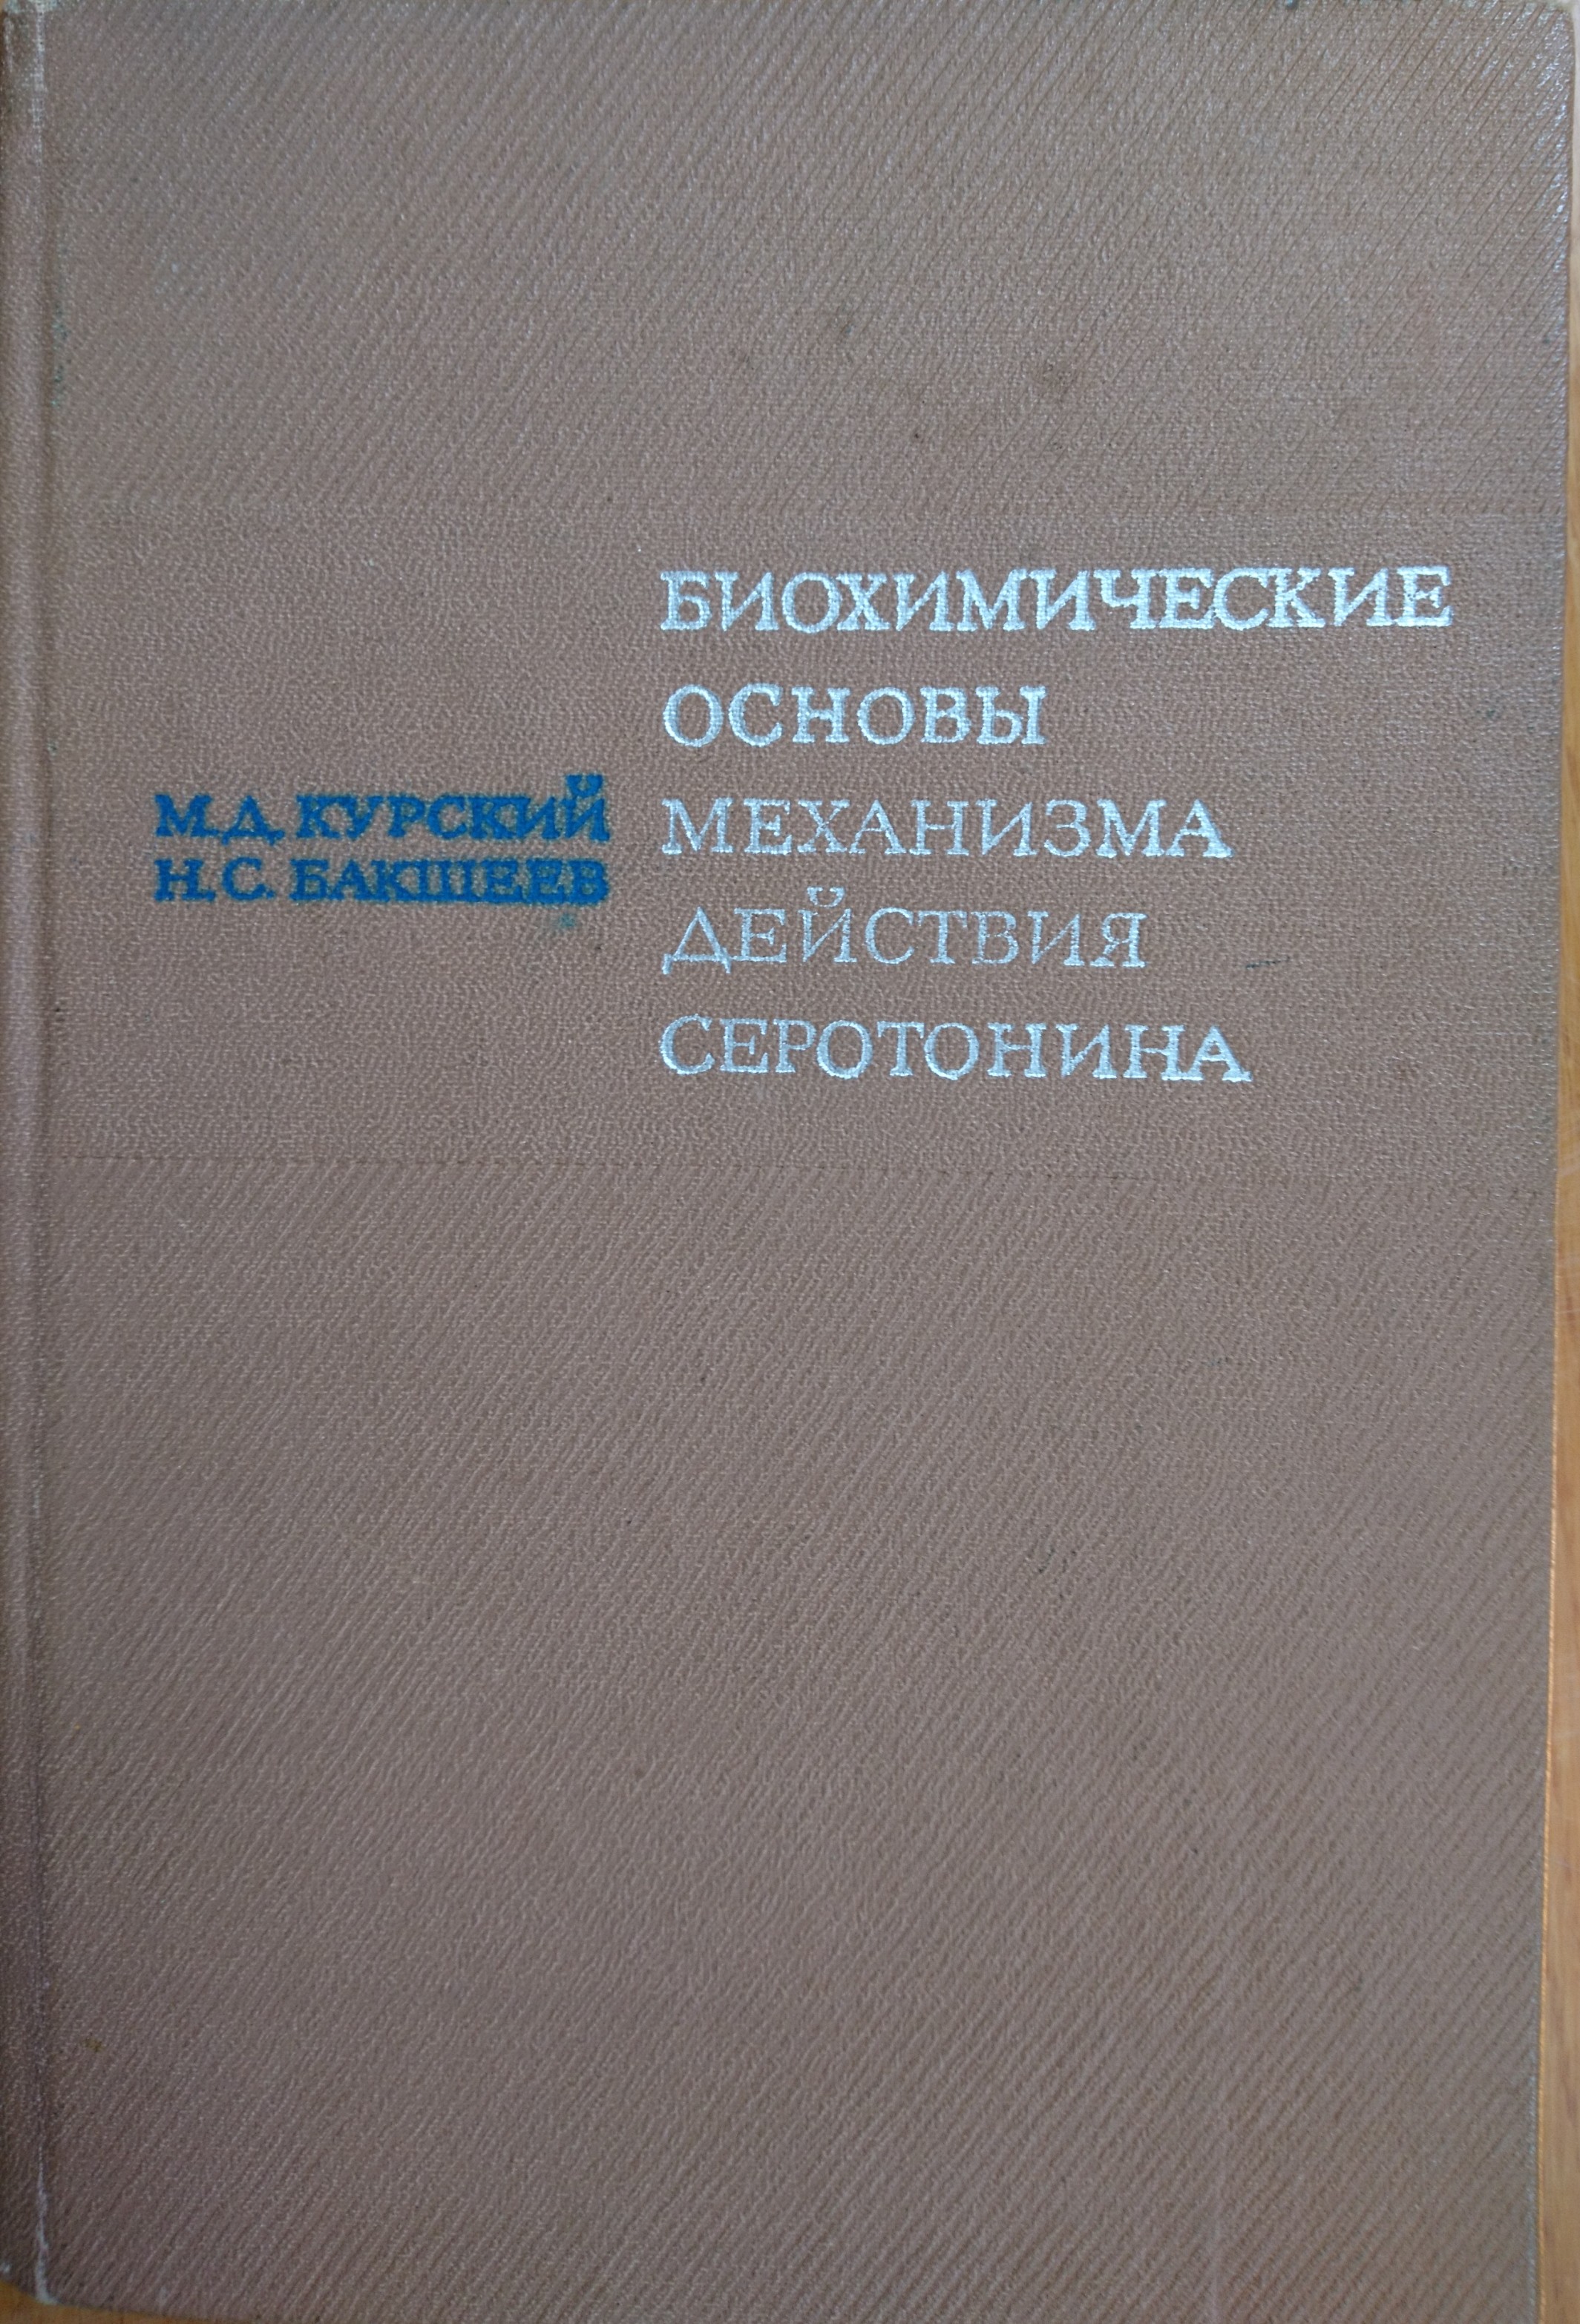 М.Д. КУРСКИЙ
Н.С. БАКШЕЕВ
БИОХИМИЧЕСКИЕ
ОСНОВЫ
МЕХАНИЗМА
ДЕЙСТВИЯ
СЕРОТОНИНА